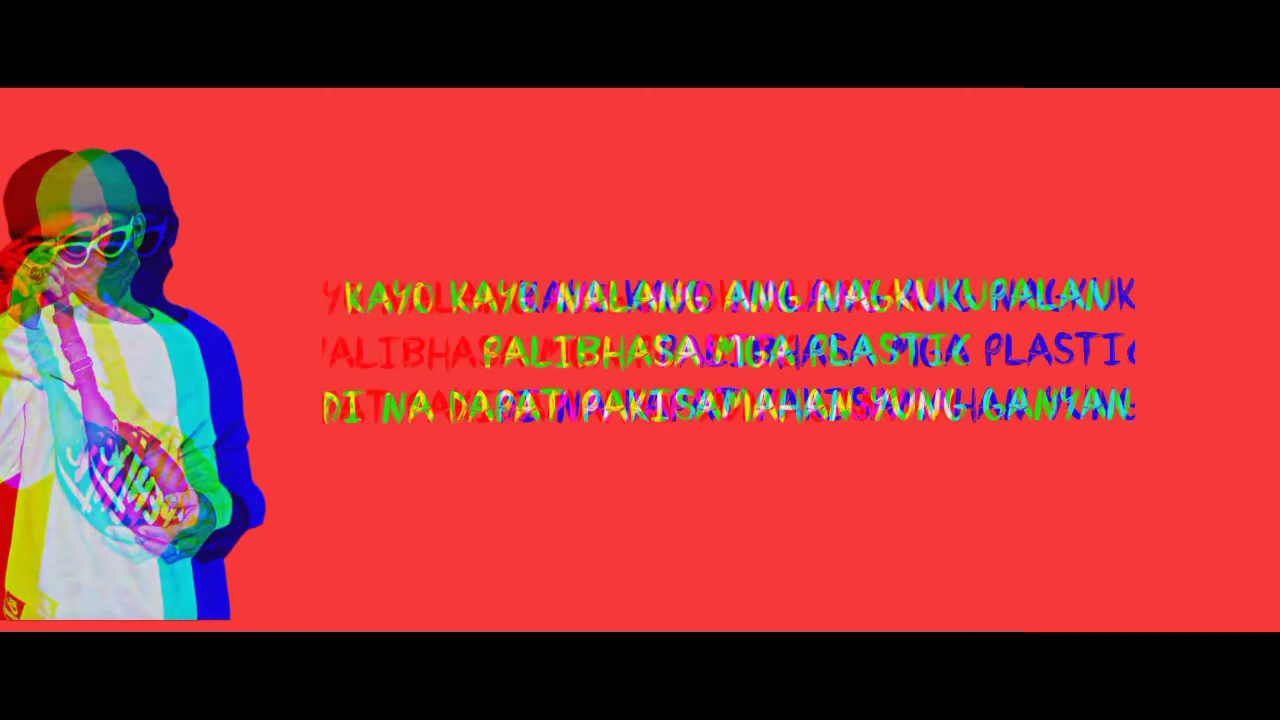 KAYO KAYO NALANG ANG NAGKUKUPALAN
PALIBHASA MGA PLASTIC
DI NA DAPAT PAKISAMAHAN YUNG GANYAN